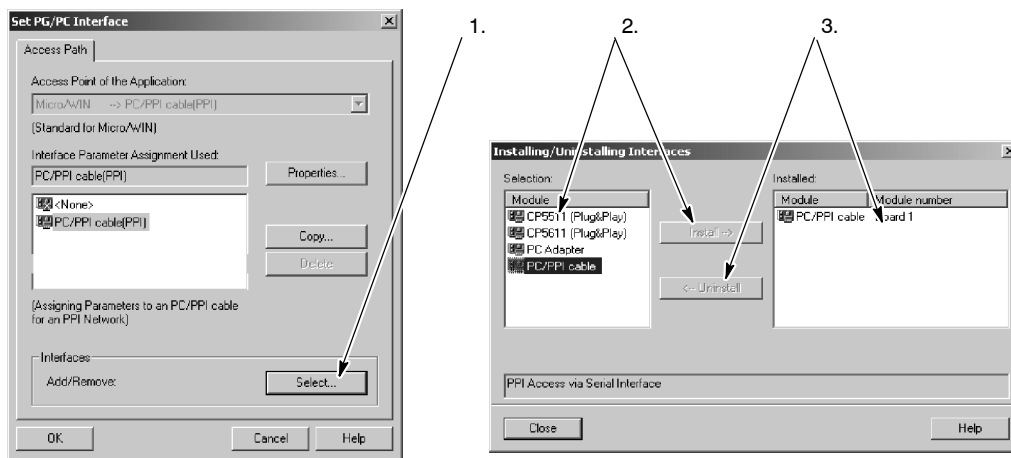 Set PG/PC Interface
Access Path
Access Point of the Application:
Micro/WIN --> PC/PPI cable(PPI)
(Standard for Micro/WIN)
Interface Parameter Assignment Used:
PC/PPI cable(PPI)
Properties...
<None>
PC/PPI cable(PPI)
Copy...
Delete
(Assigning Parameters to an PC/PPI cable
for an PPI Network)
Interfaces
Add/Remove:
Select...
OK
Cancel
Help
1.
2.
3.
Installing/Uninstalling Interfaces
Selection:
Installed:
Module
Module
Module number
CP5511 (Plug&Play)
CP5611 (Plug&Play)
PC Adapter
PC/PPI cable
Install -->
<-- Uninstall
PC/PPI cable
Board 1
PPI Access via Serial Interface
Close
Help